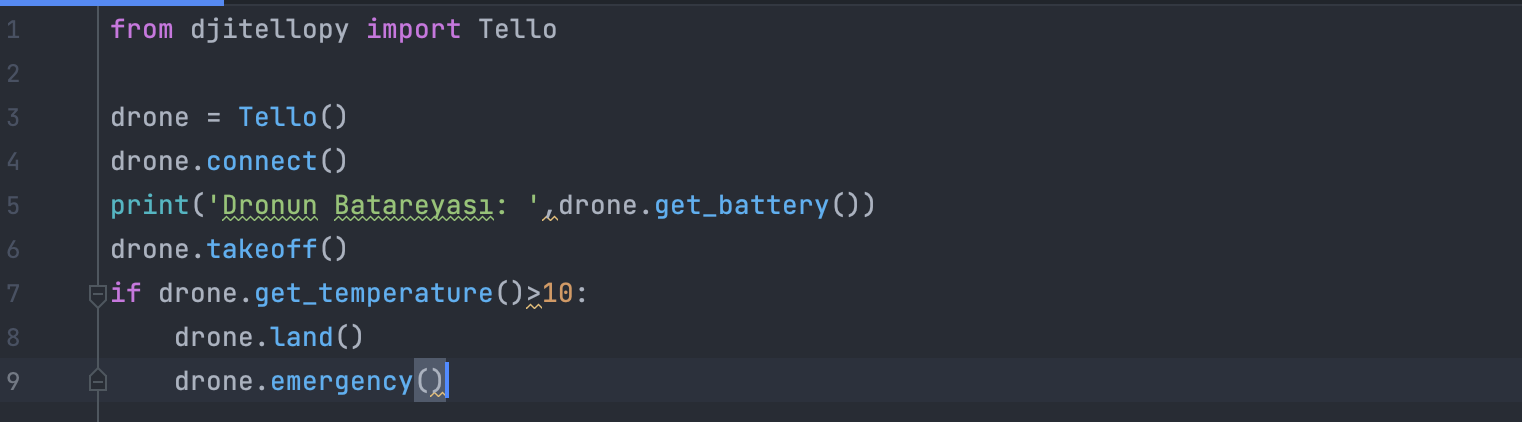 1 from djitellopy import Tello
2
3 drone = Tello()
4 drone.connect()
5 print('Dronun Batareyası: ',drone.get_battery())
6 drone.takeoff()
7 if drone.get_temperature()>10:
8     drone.land()
9     drone.emergency()